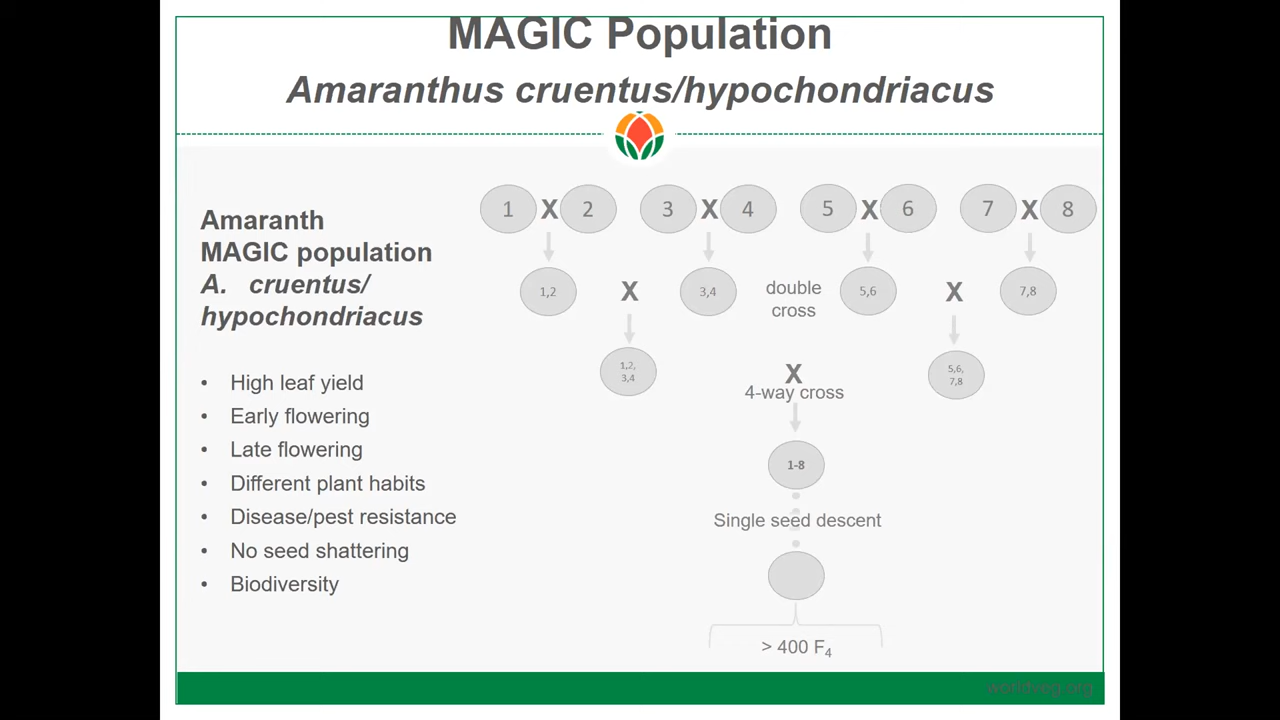 MAGIC Population
Amaranthus cruentus/hypochondriacus
Amaranth
MAGIC population
A. cruentus/
hypochondriacus
• High leaf yield
• Early flowering
• Late flowering
• Different plant habits
• Disease/pest resistance
• No seed shattering
• Biodiversity
1 X 2 3 X 4 5 X 6 7 X 8
1,2 X 3,4 double cross 5,6 X 7,8
1,2,
3,4
X
5,6,
7,8
4-way cross
1-8
Single seed descent
> 400 F4
worldveg.org